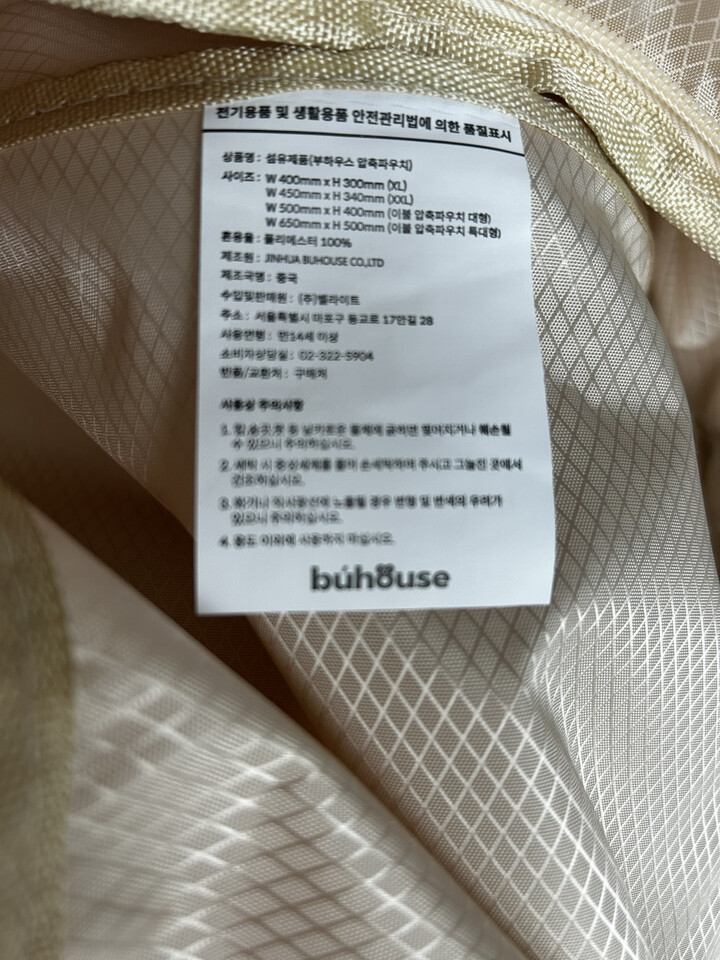 전기용품 및 생활용품 안전관리법에 의한 품질표시
상품명 : 섬유제품(부하우스 압축파우치)
사이즈 : W 400mm x H 300mm (XL)
W 450mm x H 340mm (XXL)
W 500mm x H 400mm (이불 압축파우치 대형)
W 650mm x H 500mm (이불 압축파우치 특대형)
혼용율 : 폴리에스터 100%
제조원 : JINHUA BUHOUSE CO.,LTD
제조국명 : 중국
수입및판매원 : (주)벨라이트
주소 : 서울특별시 마포구 동교로 17안길 28
사용연령 : 만14세 이상
소비자상담실 : 02-322-5904
반품/교환처 : 구매처
사용상 주의사항
1. 등 날카로운 물체에 긁히면 찢어지거나 훼손될
수 있으니 주의하십시오.
2. 세탁 시 중성세제를 풀어 손세탁하여 주시고 그늘진 곳에서
건조하십시오.
3. 화기나 직사광선에 노출될 경우 변형 및 변색의 우려가
있으니 주의하십시오.
4. 용도 이외에 사용하지 마십시오.
búhouse